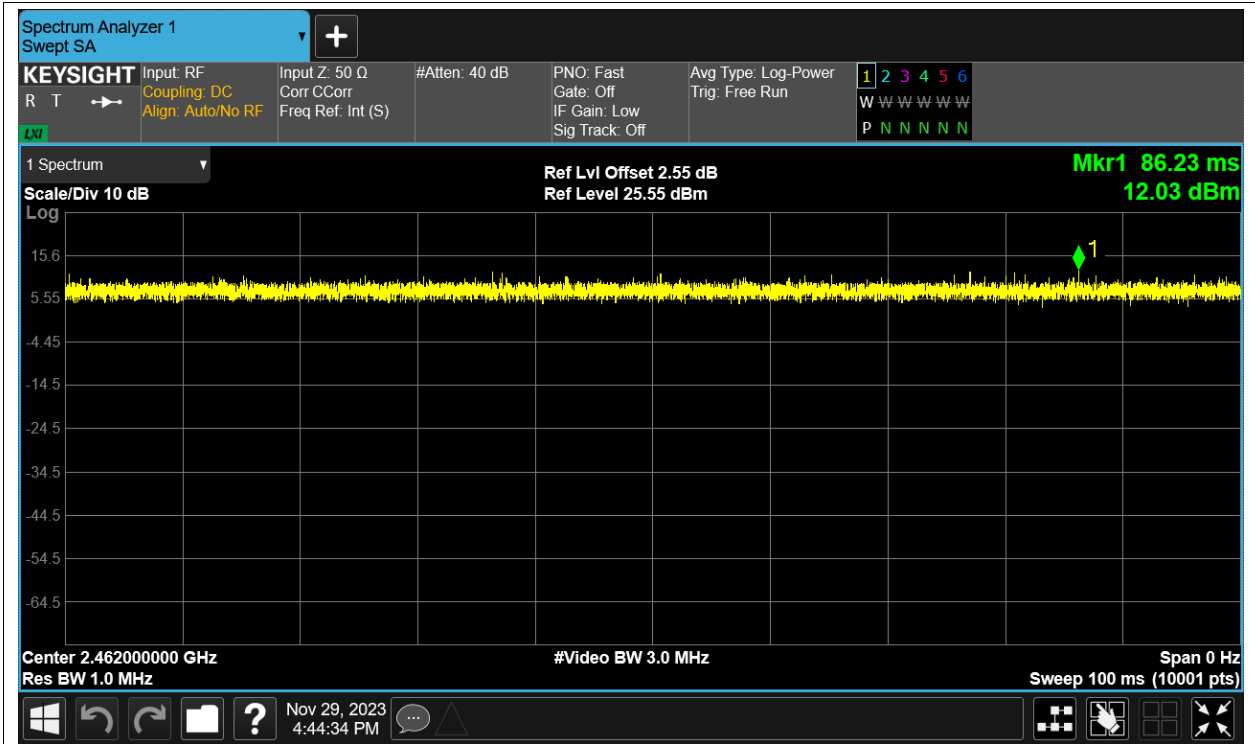 Spectrum Analyzer 1
Swept SA
KEYSIGHT
R T
LXI
Input: RF
Coupling: DC
Align: Auto/No RF
Input Z: 50 Ω
Corr CCorr
Freq Ref: Int (S)
#Atten: 40 dB
PNO: Fast
Gate: Off
IF Gain: Low
Sig Track: Off
Avg Type: Log-Power
Trig: Free Run
1 2 3 4 5 6
W W W W W W
P N N N N N
1 Spectrum
Scale/Div 10 dB
Log
Ref Lvl Offset 2.55 dB
Ref Level 25.55 dBm
Mkr1 86.23 ms
12.03 dBm
1
15.6
5.55
-4.45
-14.5
-24.5
-34.5
-44.5
-54.5
-64.5
Center 2.462000000 GHz
Res BW 1.0 MHz
#Video BW 3.0 MHz
Span 0 Hz
Sweep 100 ms (10001 pts)
?
Nov 29, 2023
4:44:34 PM